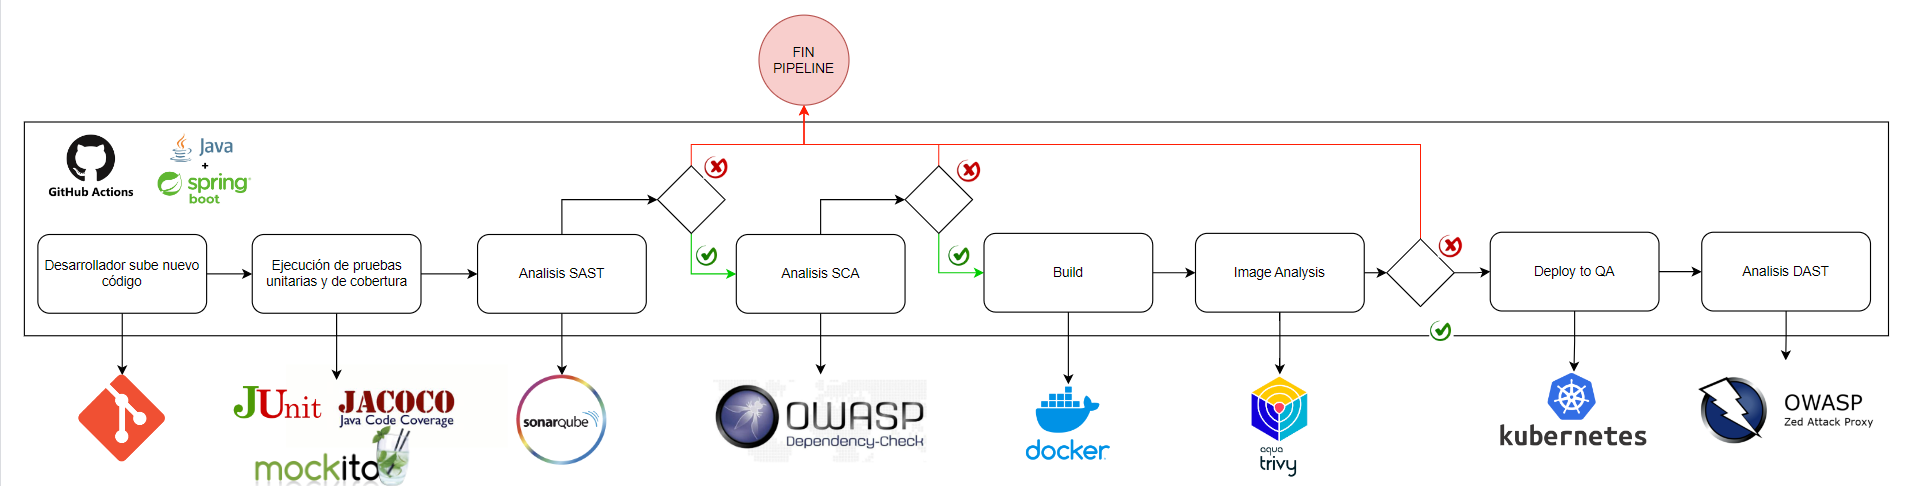 FIN
PIPELINE
GitHub Actions
Java
+
spring
boot
Desarrollador sube nuevo
código
Ejecución de pruebas
unitarias y de cobertura
Analisis SAST
Analisis SCA
Build
Image Analysis
Deploy to QA
Analisis DAST
JUnit
JACOCO
Java Code Coverage
mockito
sonarqube
OWASP
Dependency-Check
docker
aqua
trivy
kubernetes
OWASP
Zed Attack Proxy